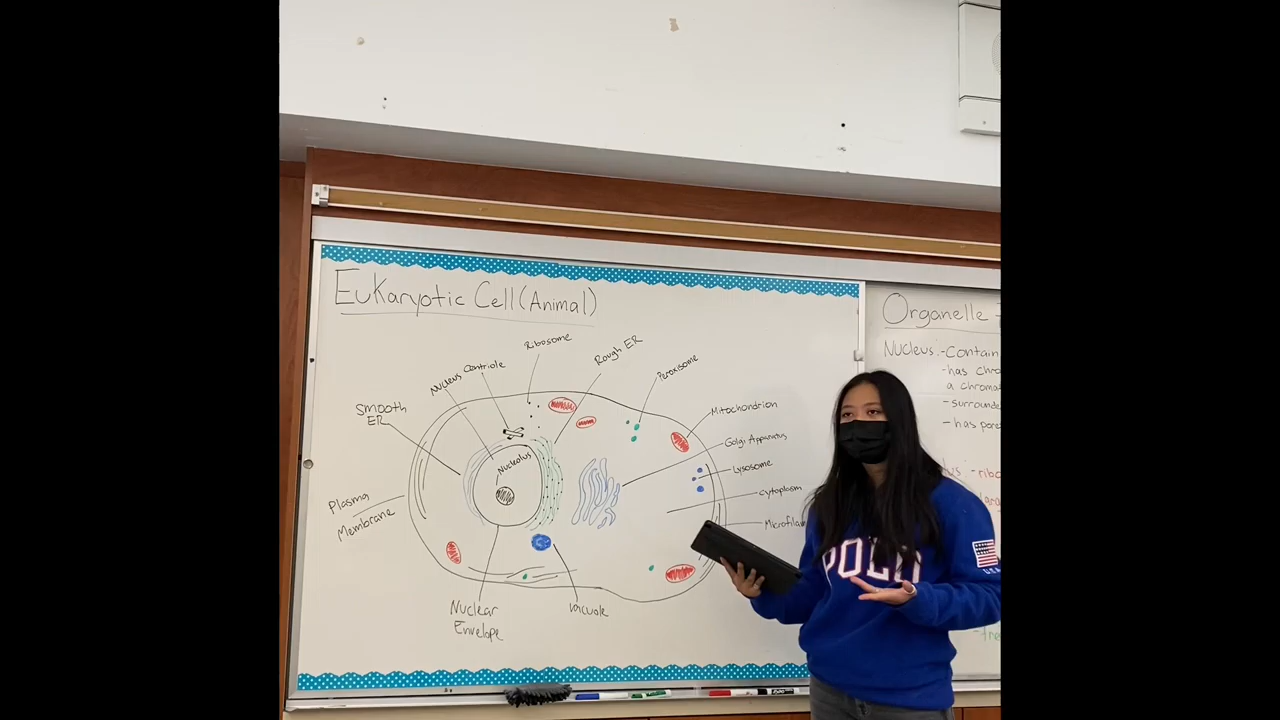 Eukaryotic Cell (Animal)
Ribosome
Rough ER
Nucleus Centriole
Peroxisome
Smooth
ER
Mitochondrion
Golgi Apparatus
Nucleolus
Lysosome
Cytoplasm
Plasma
Membrane
Nuclear
Envelope
Vacuole
Organelle
Nucleus:-Contain
-has chro
a chroma
-surrounde
-has pore
POLO